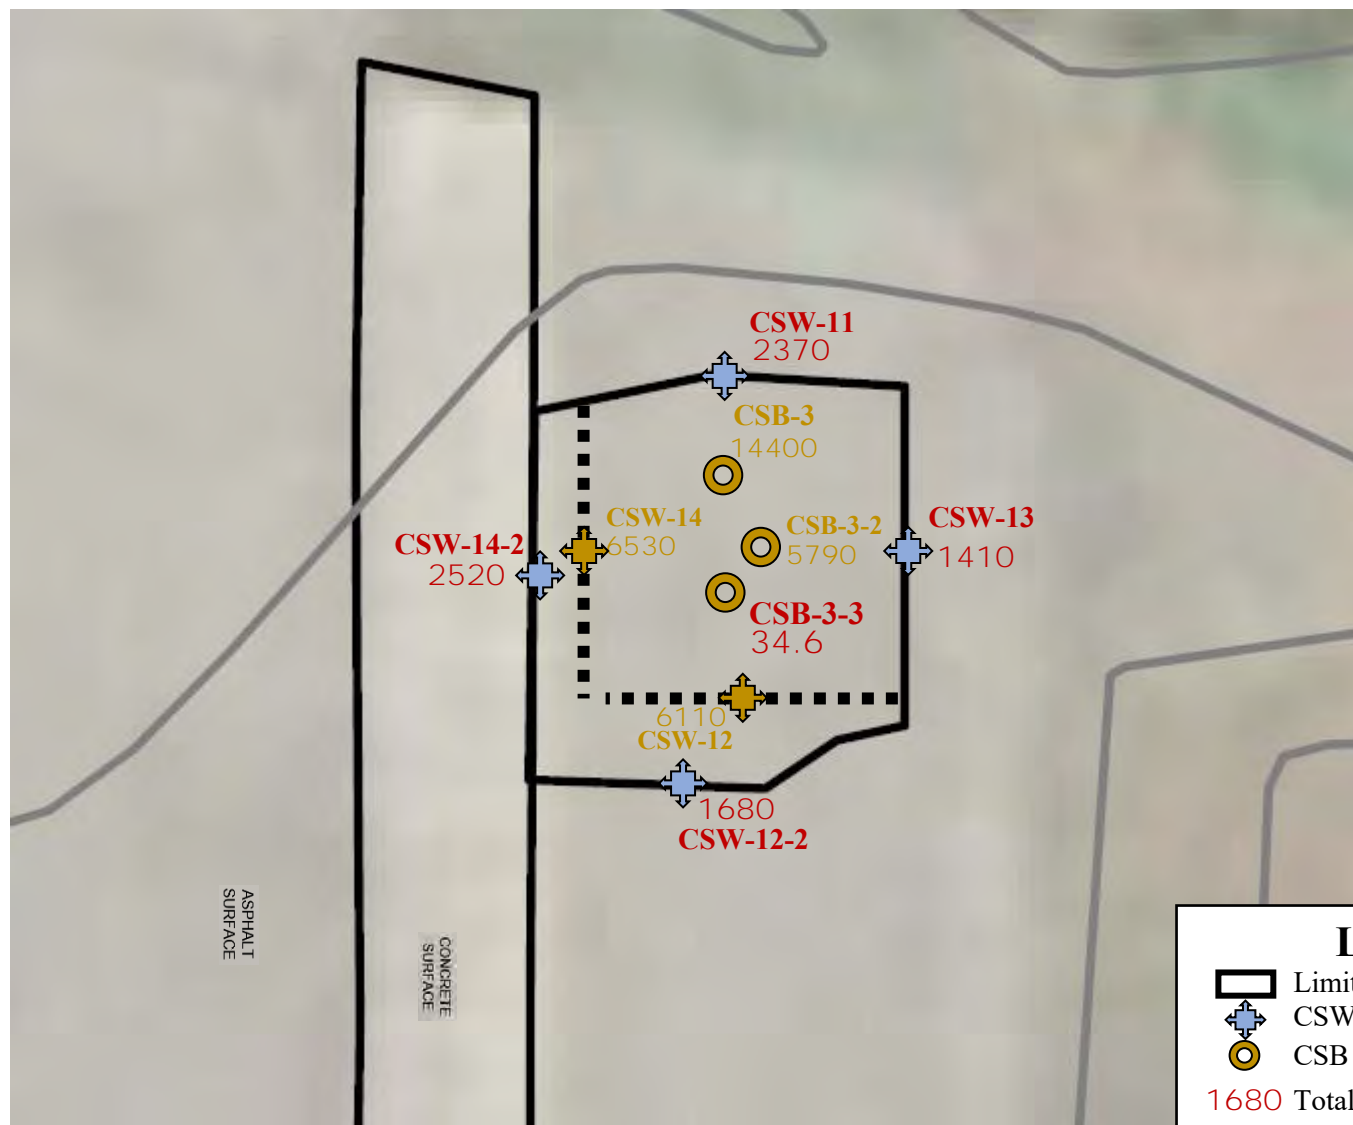 CSW-11
2370
CSB-3
14400
CSW-14
6530
CSB-3-2
5790
CSW-13
1410
CSW-14-2
2520
CSB-3-3
34.6
6110
CSW-12
1680
CSW-12-2
ASPHALT
SURFACE
CONCRETE
SURFACE
L
Limit
CSW
CSB
1680 Total